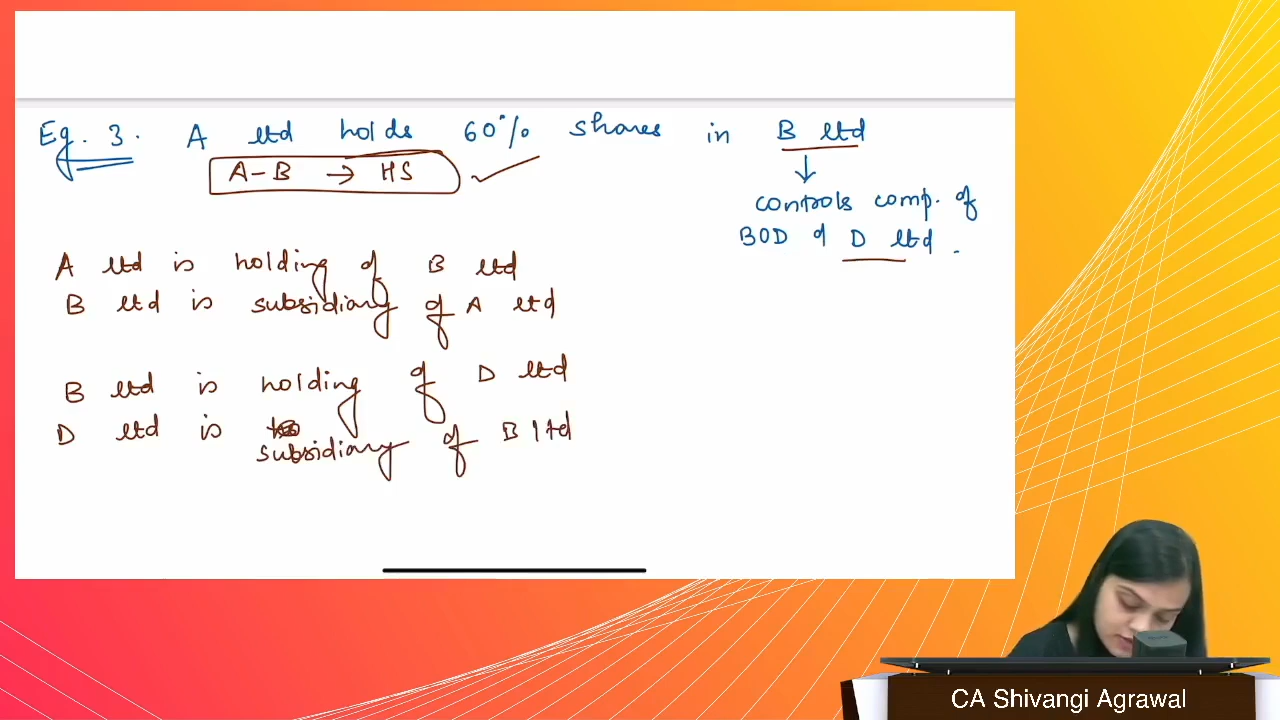 Eg. 3. A ltd holds 60% shares in B ltd
A-B → HS
↓
controls comp. of
BOD of D ltd.
A ltd is holding of B ltd
B ltd is subsidiary of A ltd
B ltd is holding of D ltd
D ltd is
subsidiary of B ltd
CA Shivangi Agrawal